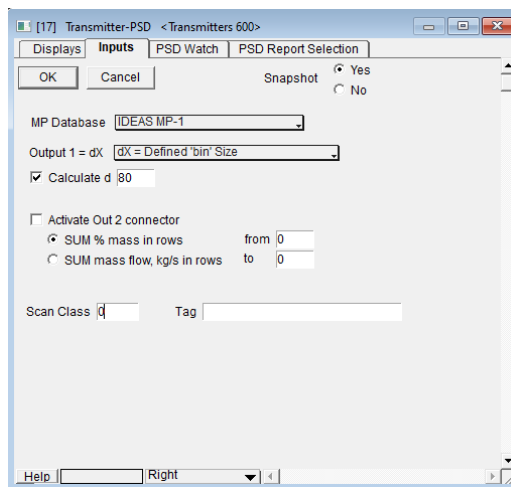 [17] Transmitter-PSD <Transmitters 600>
Displays Inputs PSD Watch PSD Report Selection
OK Cancel Snapshot Yes
No
MP Database IDEAS MP-1
Output 1 = dX dX = Defined 'bin' Size
Calculate d 80
Activate Out 2 connector
SUM % mass in rows from 0
SUM mass flow, kg/s in rows to 0
Scan Class 0 Tag
Help Right